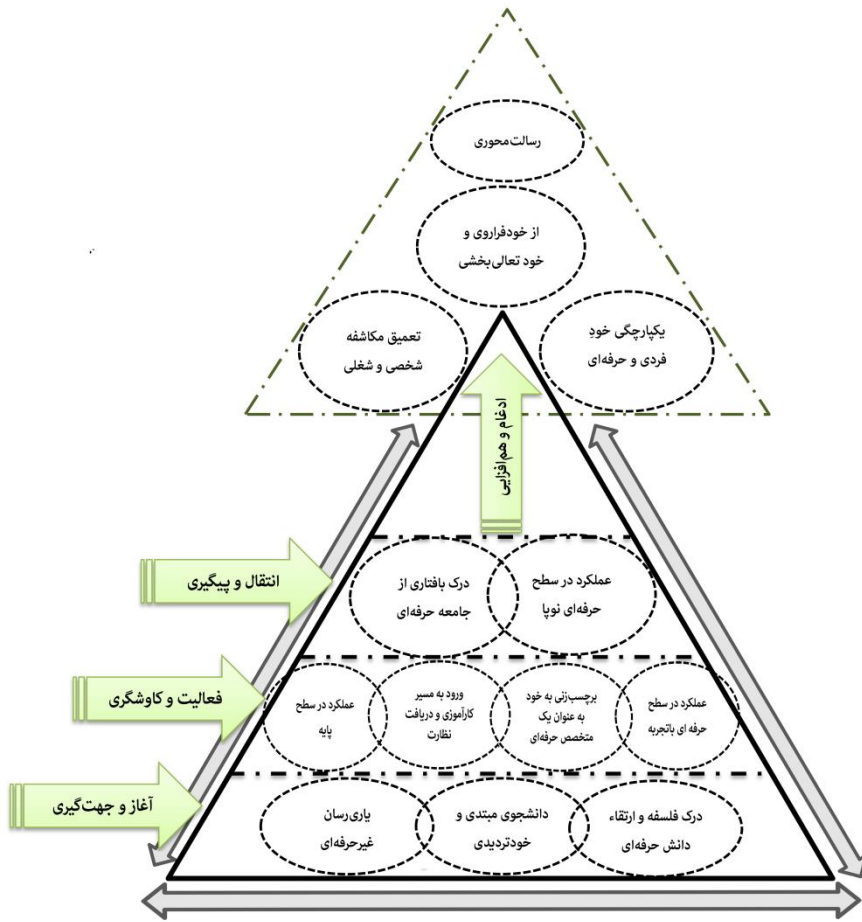 رسالت‌محوری
از خودفراروی و
خود تعالی‌بخشی
یکپارچگی خودِ
فردی و حرفه‌ای
تعمیق مکاشفه
شخصی و شغلی
ادغام و هم‌افزایی
انتقال و پیگیری
عملکرد در سطح
حرفه‌ای نوپا
درک بافتاری از
جامعه حرفه‌ای
فعالیت و کاوشگری
عملکرد در سطح
حرفه ای باتجربه
برچسب‌زنی به خود
به عنوان یک
متخصص حرفه‌ای
ورود به مسیر
کارآموزی و دریافت
نظارت
عملکرد در سطح
پایه
آغاز و جهت‌گیری
درک فلسفه و ارتقاء
دانش حرفه‌ای
دانشجوی مبتدی و
خودتردیدی
یاری‌رسان
غیرحرفه‌ای